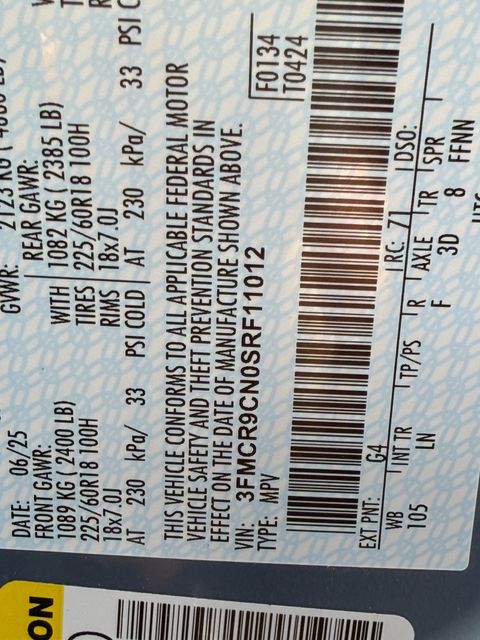 DATE: 06/25
GVWR: 2123 KG
FRONT GAWR:
REAR GAWR:
1089 KG ( 2400 LB)
WITH
1082 KG ( 2385 LB)
225/60R18 100H
TIRES
225/60R18 100H
18x7.0J
RIMS
18x7.0J
AT 230 kPa/ 33 PSI COLD
AT 230 kPa/ 33 PSI C
THIS VEHICLE CONFORMS TO ALL APPLICABLE FEDERAL MOTOR
VEHICLE SAFETY AND THEFT PREVENTION STANDARDS IN
EFFECT ON THE DATE OF MANUFACTURE SHOWN ABOVE.
VIN: 3FMCR9CN0SRF11012
TYPE: MPV
F0134
T0424
EXT PNT: G4
RC: 71
DSO:
WB
INT TR
TP/PS
R
AXLE
TR
SPR
105
LN
F
3D
8
FFNN
ON